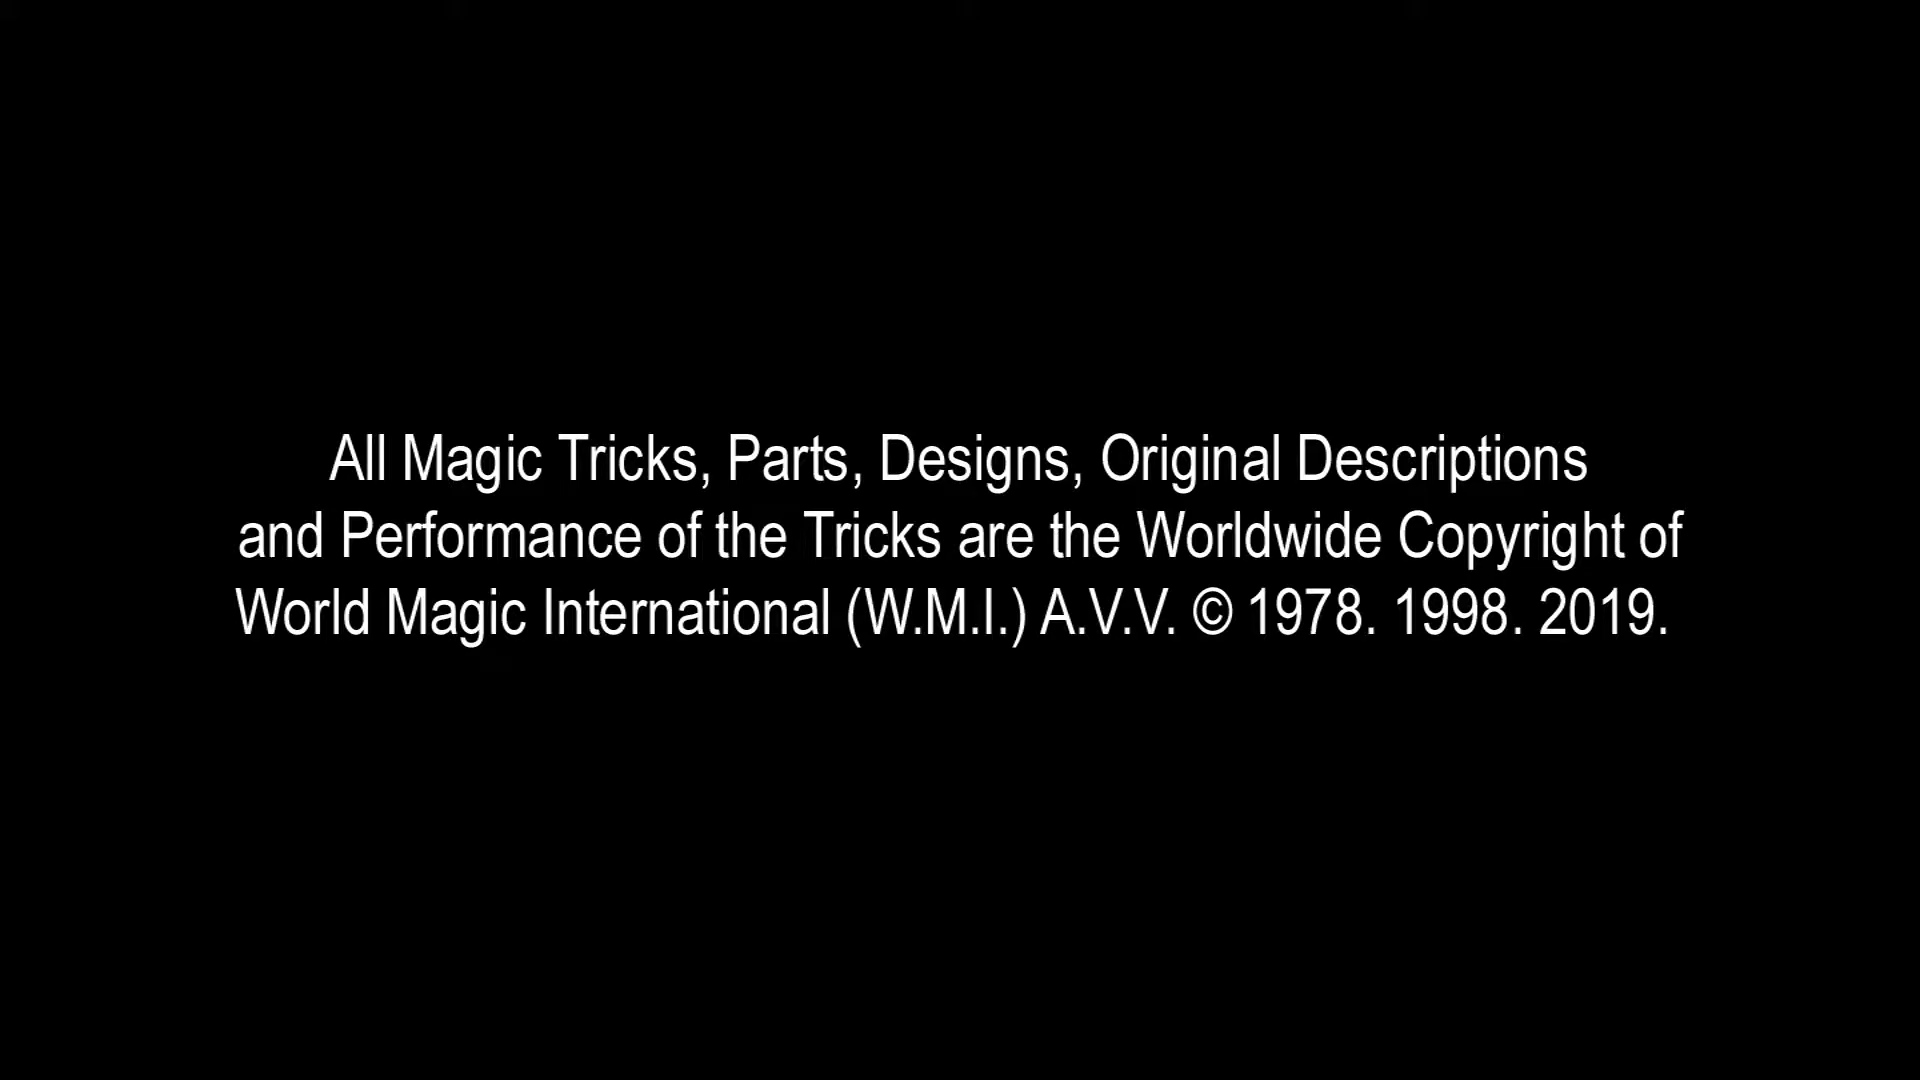 All Magic Tricks, Parts, Designs, Original Descriptions
and Performance of the Tricks are the Worldwide Copyright of
World Magic International (W.M.I.) A.V.V. © 1978. 1998. 2019.